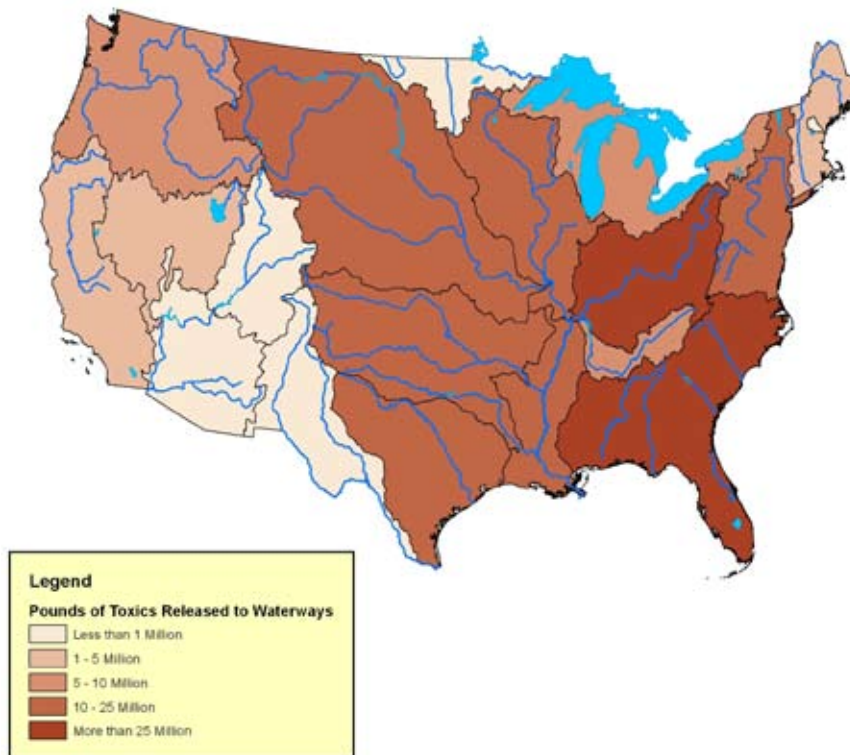 Legend
Pounds of Toxics Released to Waterways
Less than 1 Million
1 - 5 Million
5 - 10 Million
10 - 25 Million
More than 25 Million